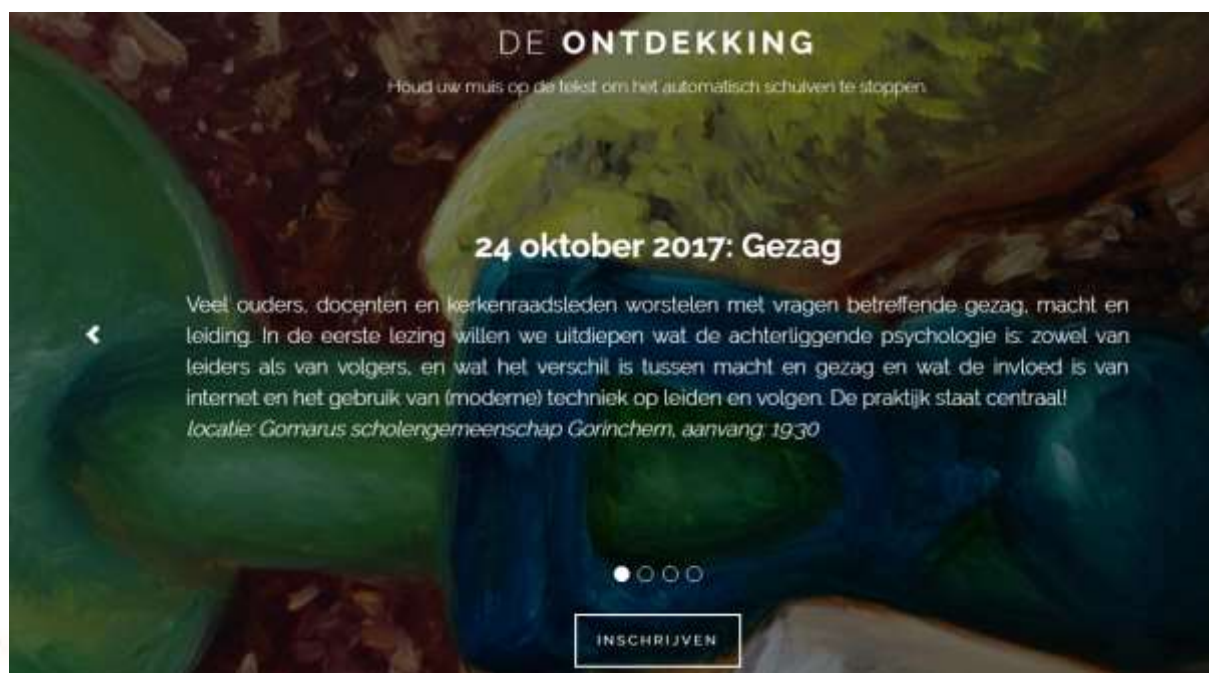 DE ONTDEKKING
Houd uw muis op de tekst om het automatisch schuiven te stoppen.
24 oktober 2017: Gezag
Veel ouders, docenten en kerkenraadsleden worstelen met vragen betreffende gezag, macht en
leiding. In de eerste lezing willen we uitdiepen wat de achterliggende psychologie is: zowel van
leiders als van volgers, en wat het verschil is tussen macht en gezag en wat de invloed is van
internet en het gebruik van (moderne) techniek op leiden en volgen. De praktijk staat centraal!
locatie: Gomarus scholengemeenschap Gorinchem, aanvang: 19:30
INSCHRIJVEN